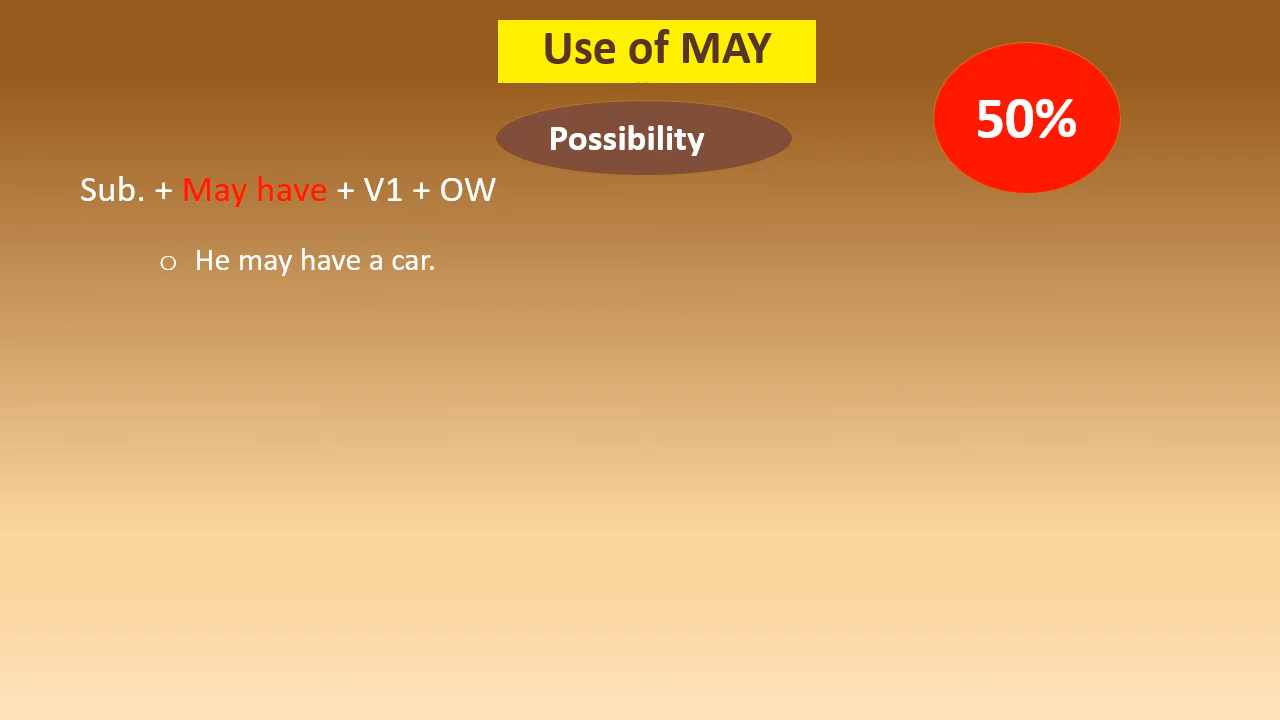 Use of MAY
50%
Possibility
Sub. + May have + V1 + OW
o He may have a car.